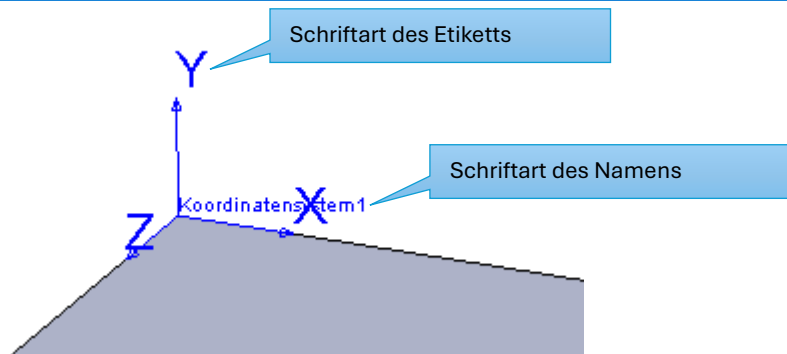 Schriftart des Etiketts
Y
Schriftart des Namens
Koordinatensystem1
X
Z